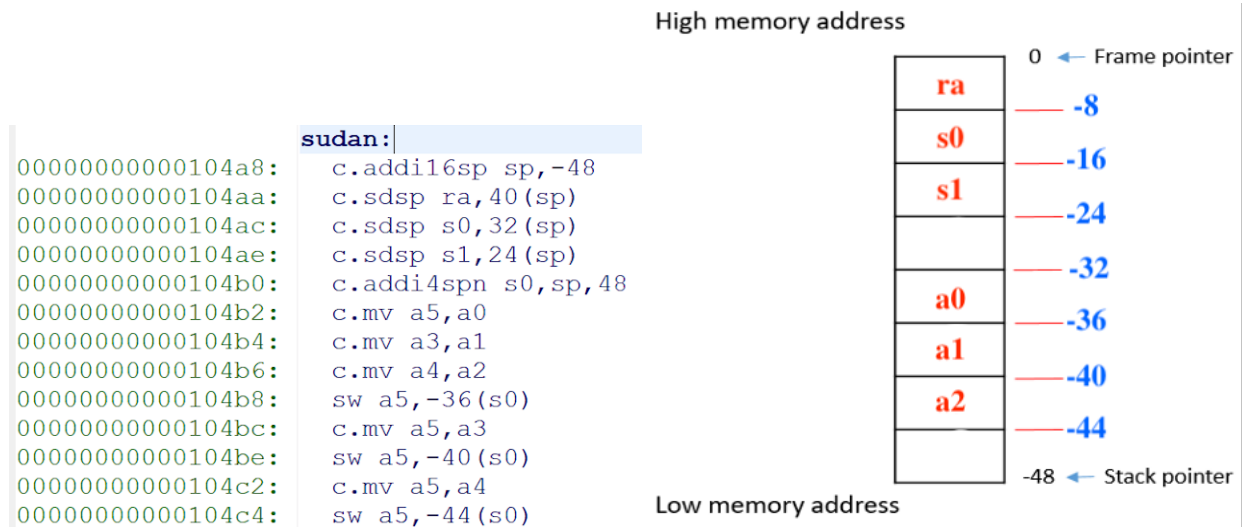 sudan:
00000000000104a8: c.addi16sp sp,-48
00000000000104aa: c.sdsp ra,40(sp)
00000000000104ac: c.sdsp s0,32(sp)
00000000000104ae: c.sdsp s1,24(sp)
00000000000104b0: c.addi4spn s0,sp,48
00000000000104b2: c.mv a5,a0
00000000000104b4: c.mv a3,a1
00000000000104b6: c.mv a4,a2
00000000000104b8: sw a5,-36(s0)
00000000000104bc: c.mv a5,a3
00000000000104be: sw a5,-40(s0)
00000000000104c2: c.mv a5,a4
00000000000104c4: sw a5,-44(s0)
High memory address
0 Frame pointer
ra
-8
s0
-16
s1
-24
-32
a0
-36
a1
-40
a2
-44
-48 Stack pointer
Low memory address